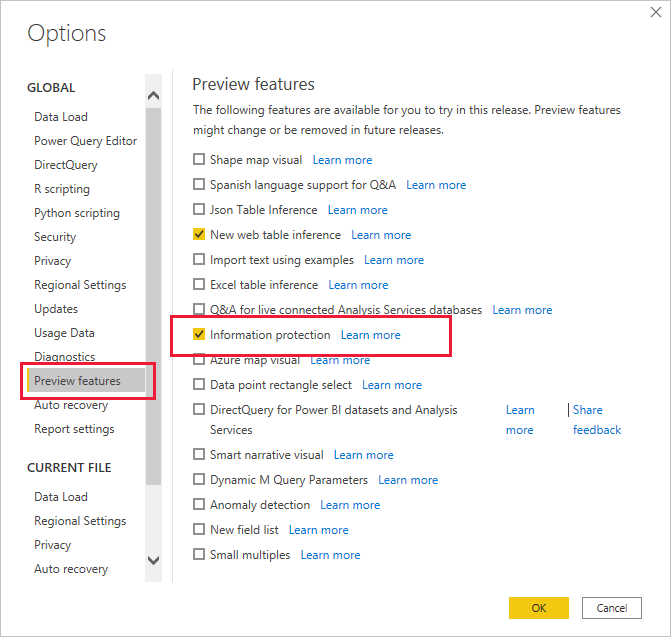 Options
GLOBAL
Data Load
Power Query Editor
DirectQuery
R scripting
Python scripting
Security
Privacy
Regional Settings
Updates
Usage Data
Diagnostics
Preview features
Auto recovery
Report settings
CURRENT FILE
Data Load
Regional Settings
Privacy
Auto recovery
Preview features
The following features are available for you to try in this release. Preview features
might change or be removed in future releases.
Shape map visual Learn more
Spanish language support for Q&A Learn more
Json Table Inference Learn more
New web table inference Learn more
Import text using examples Learn more
Excel table inference Learn more
Q&A for live connected Analysis Services databases Learn more
Information protection Learn more
Azure map visual Learn more
Data point rectangle select Learn more
DirectQuery for Power BI datasets and Analysis Learn | Share
Services more feedback
Smart narrative visual Learn more
Dynamic M Query Parameters Learn more
Anomaly detection Learn more
New field list Learn more
Small multiples Learn more
OK Cancel